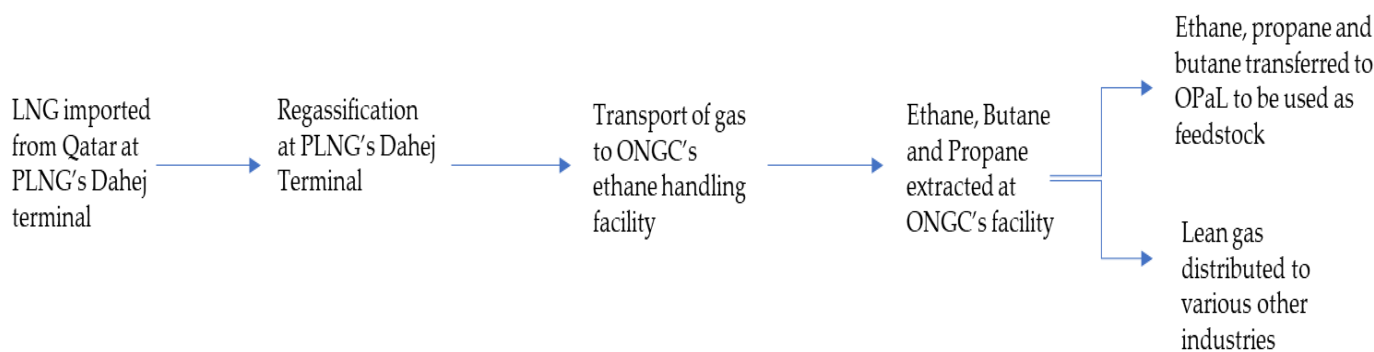 LNG imported
from Qatar at
PLNG's Dahej
terminal
Regassification
at PLNG's Dahej
Terminal
Transport of gas
to ONGC's
ethane handling
facility
Ethane, Butane
and Propane
extracted at
ONGC's facility
Ethane, propane and
butane transferred to
OPaL to be used as
feedstock
Lean gas
distributed to
various other
industries